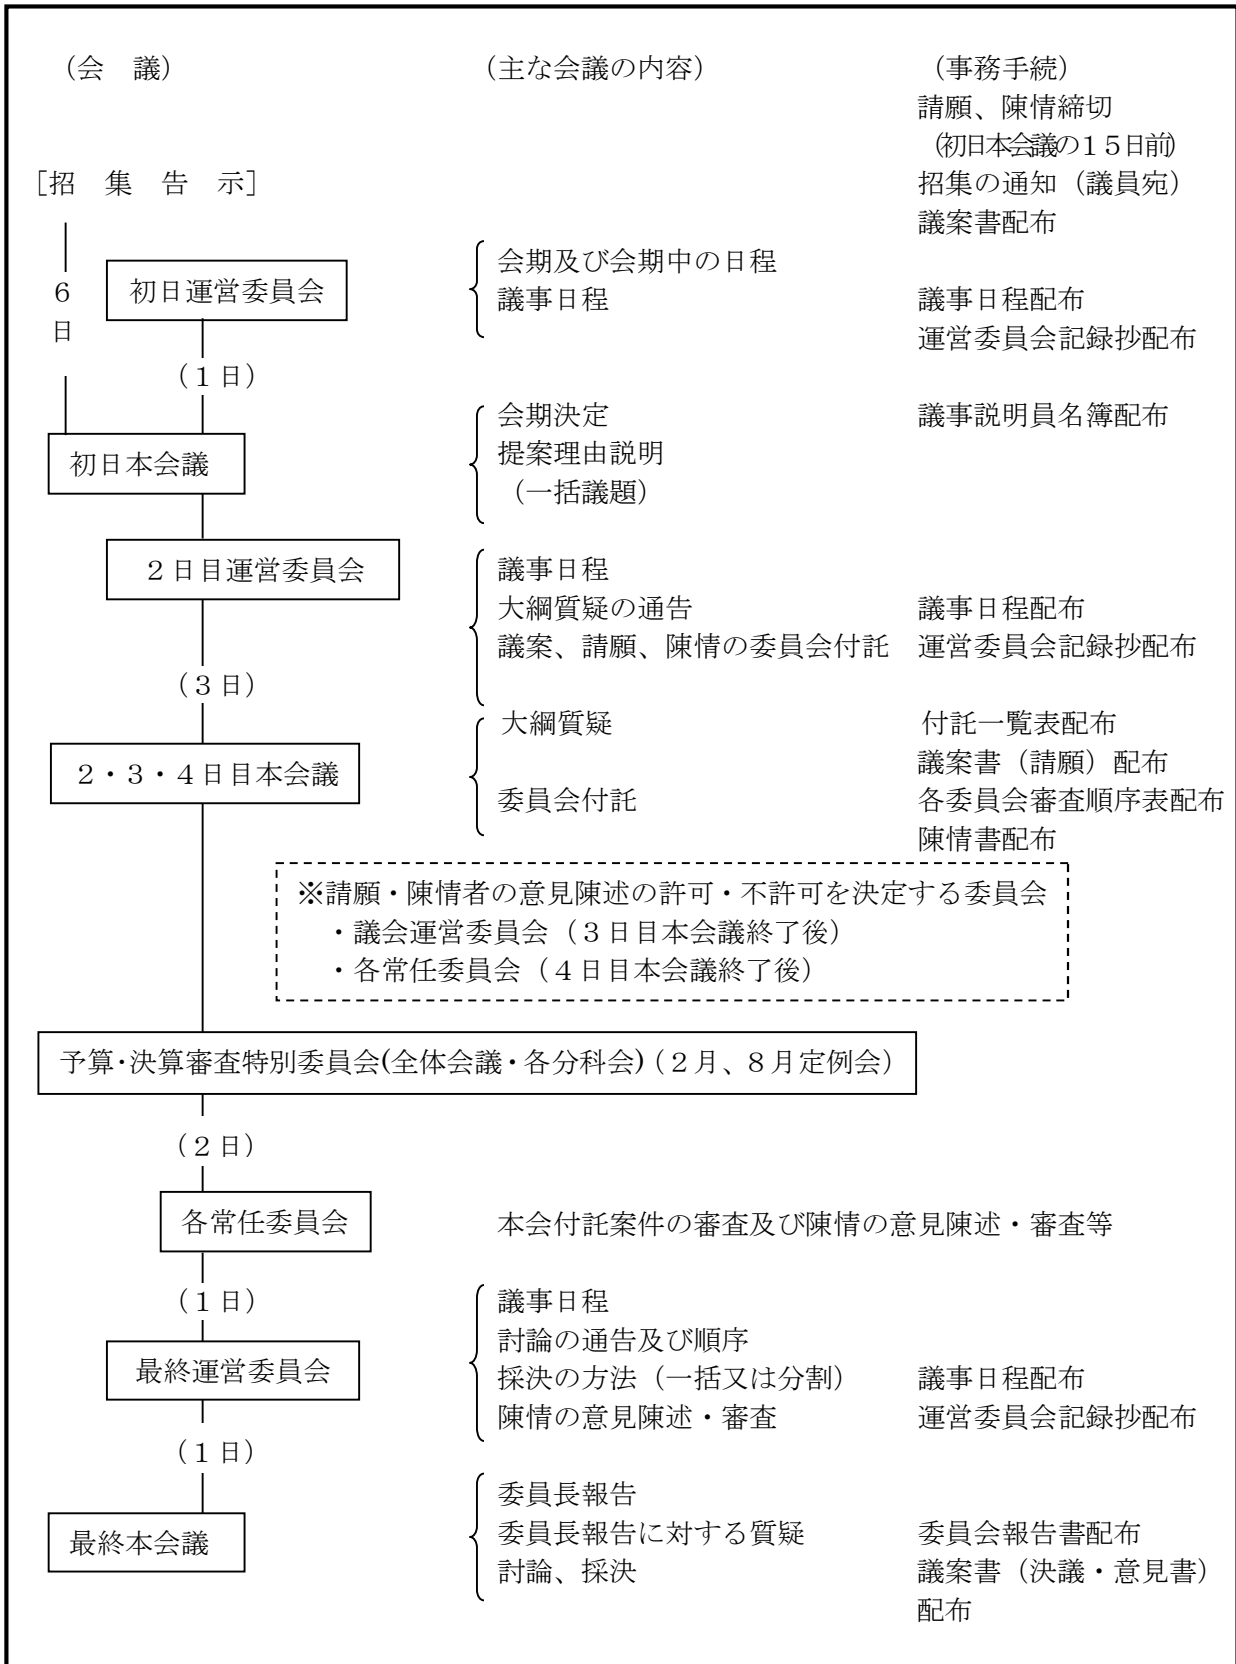 （会　議）　（主な会議の内容）　（事務手続）
請願、陳情締切
（初日本会議の１５日前）
［招　集　告　示］　招集の通知（議員宛）
議案書配布
会期及び会期中の日程
６日　初日運営委員会　議事日程　議事日程配布
運営委員会記録抄配布
（１日）
会期決定　議事説明員名簿配布
初日本会議　提案理由説明
（一括議題）
２日目運営委員会　議事日程
大綱質疑の通告　議事日程配布
議案、請願、陳情の委員会付託　運営委員会記録抄配布
（３日）
大綱質疑　付託一覧表配布
２・３・４日目本会議　議案書（請願）配布
委員会付託　各委員会審査順序表配布
陳情書配布
※請願・陳情者の意見陳述の許可・不許可を決定する委員会
・議会運営委員会（３日目本会議終了後）
・各常任委員会（４日目本会議終了後）
予算・決算審査特別委員会(全体会議・各分科会)（２月、８月定例会）
（２日）
各常任委員会　本会付託案件の審査及び陳情の意見陳述・審査等
（１日）　議事日程
討論の通告及び順序
最終運営委員会　採決の方法（一括又は分割）　議事日程配布
陳情の意見陳述・審査　運営委員会記録抄配布
（１日）
委員長報告
最終本会議　委員長報告に対する質疑　委員会報告書配布
討論、採決　議案書（決議・意見書）
配布